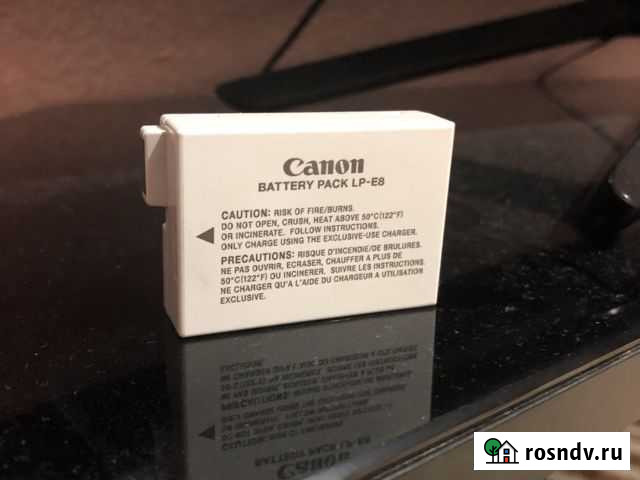 Canon
BATTERY PACK LP-E8
CAUTION: RISK OF FIRE/BURNS.
DO NOT OPEN, CRUSH, HEAT ABOVE 50°C(122°F)
OR INCINERATE. FOLLOW INSTRUCTIONS.
ONLY CHARGE USING THE EXCLUSIVE-USE CHARGER.
PRECAUTIONS: RISQUE D'INCENDIE/DE BRULURES.
NE PAS OUVRIR, ECRASER, CHAUFFER A PLUS DE
50°C(122°F) OU INCINERER. SUIVRE LES INSTRUCTIONS.
NE CHARGER QU'À L'AIDE DU CHARGEUR A UTILISATION
EXCLUSIVE.
rosndv.ru